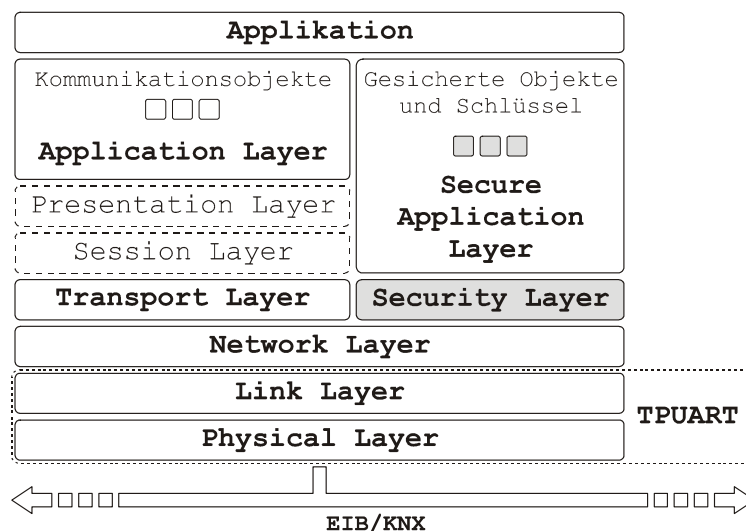 Applikation
Kommunikationsobjekte
Application Layer
Presentation Layer
Session Layer
Transport Layer
Gesicherte Objekte
und Schlüssel
Secure
Application
Layer
Security Layer
Network Layer
Link Layer
Physical Layer
TPUART
EIB/KNX